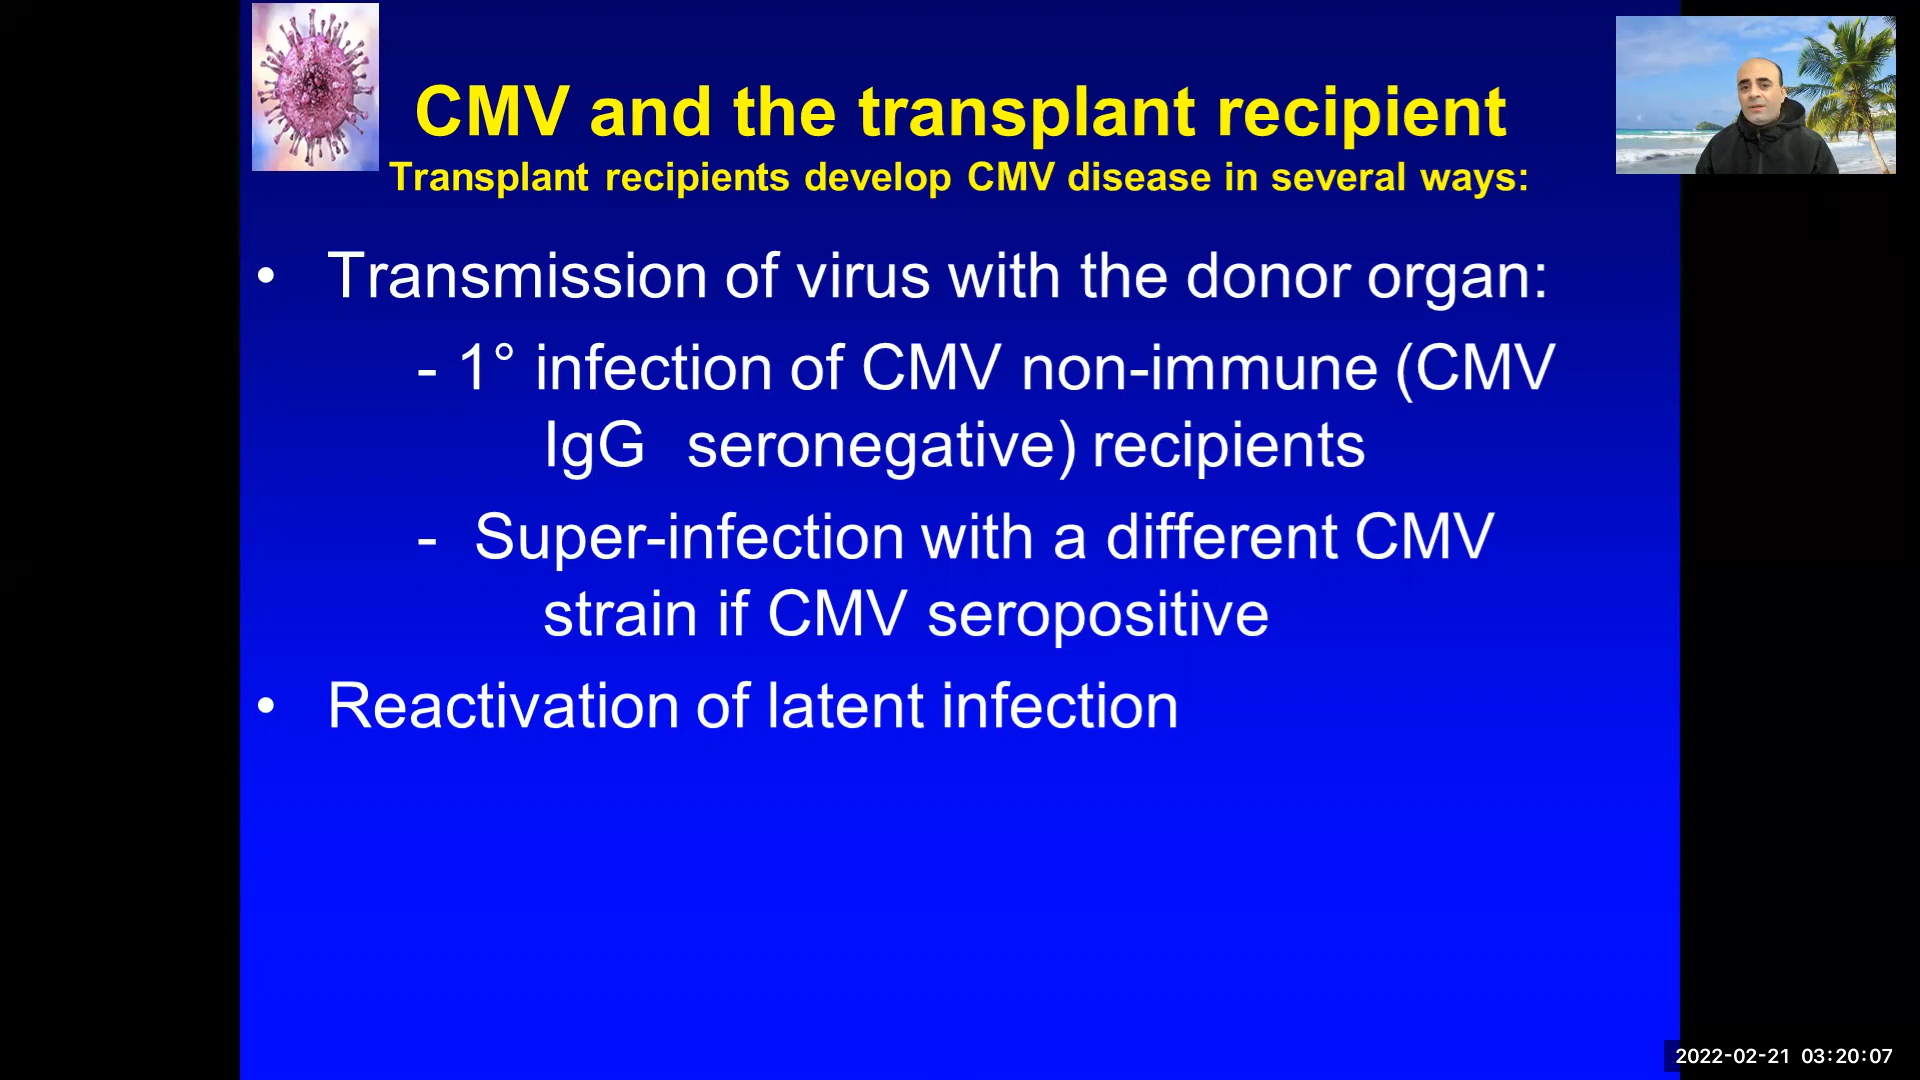 CMV and the transplant recipient
Transplant recipients develop CMV disease in several ways:
• Transmission of virus with the donor organ:
- 1° infection of CMV non-immune (CMV
IgG seronegative) recipients
- Super-infection with a different CMV
strain if CMV seropositive
• Reactivation of latent infection
2022-02-21 03:20:07